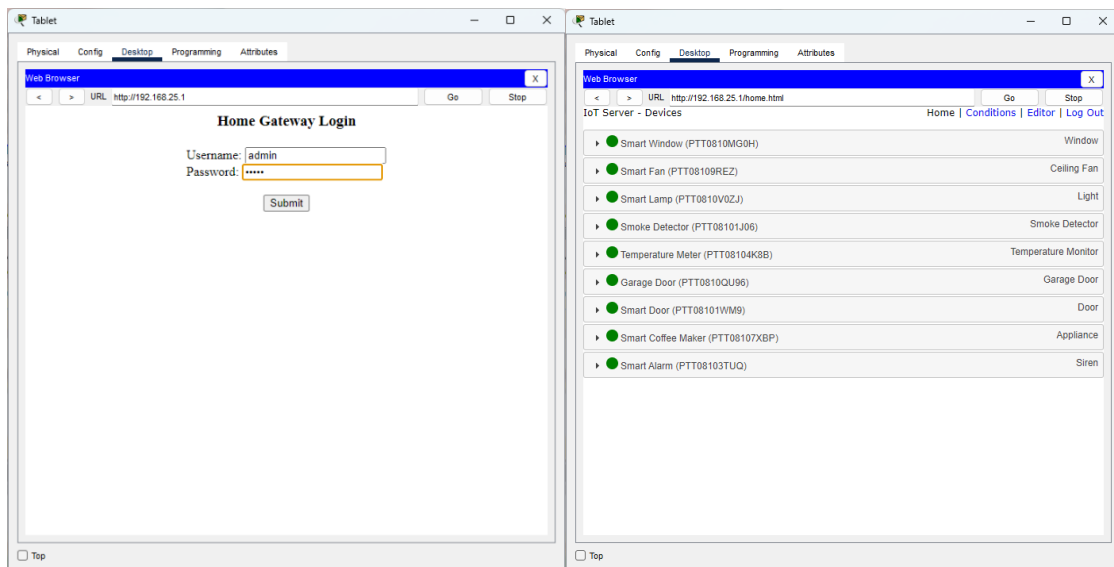 Tablet
Physical Config Desktop Programming Attributes
Web Browser X
< > URL http://192.168.25.1 Go Stop
Home Gateway Login
Username: admin
Password: •••••
Submit
Top
Tablet
Physical Config Desktop Programming Attributes
Web Browser X
< > URL http://192.168.25.1/home.html Go Stop
IoT Server - Devices Home | Conditions | Editor | Log Out
Smart Window (PTT0810MG0H) Window
Smart Fan (PTT08109REZ) Ceiling Fan
Smart Lamp (PTT0810V0ZJ) Light
Smoke Detector (PTT08101J06) Smoke Detector
Temperature Meter (PTT08104K8B) Temperature Monitor
Garage Door (PTT0810QU96) Garage Door
Smart Door (PTT08101WM9) Door
Smart Coffee Maker (PTT08107XBP) Appliance
Smart Alarm (PTT08103TUQ) Siren
Top